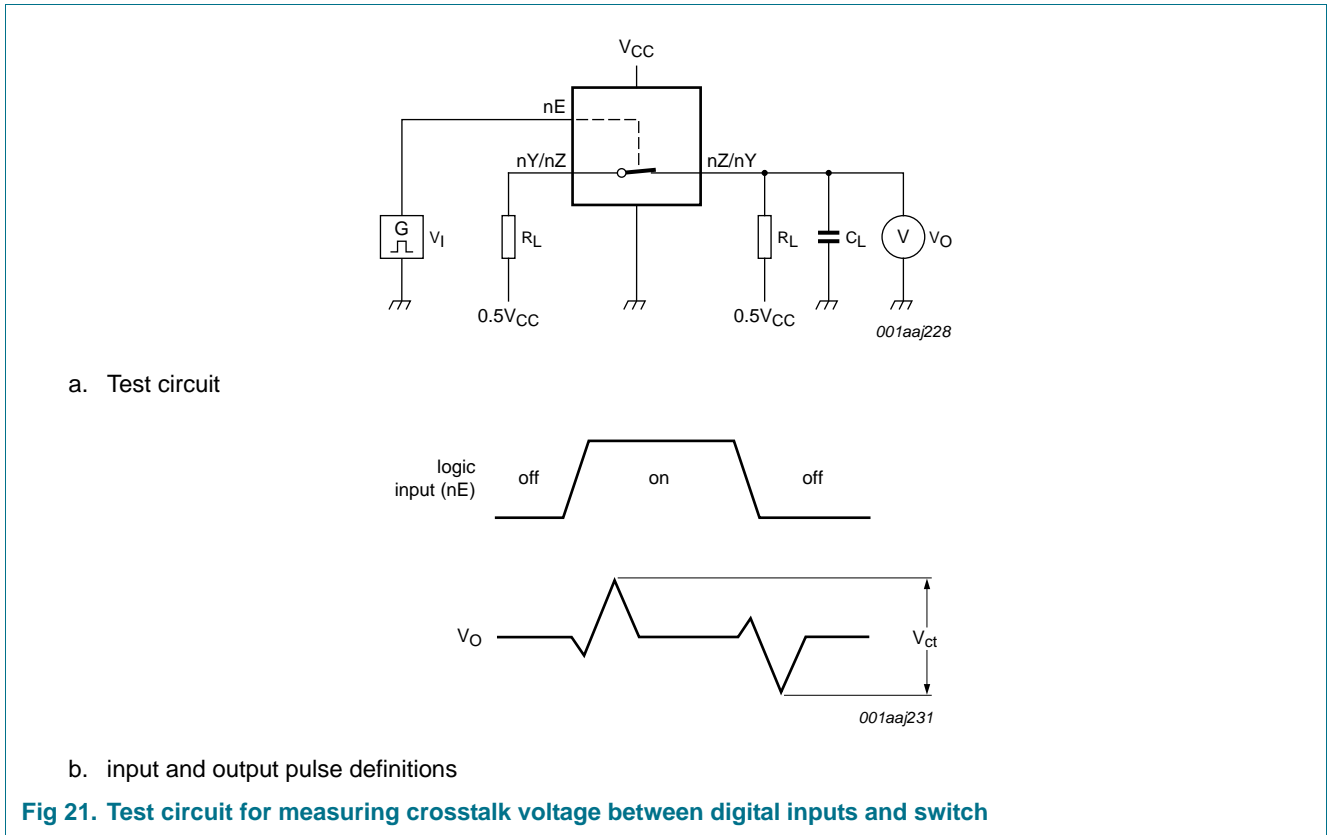 VCC
nE
nY/nZ
nZ/nY
G
VI
RL
RL
CL
V
VO
0.5VCC
0.5VCC
001aaj228
a. Test circuit
logic
input (nE)
off
on
off
VO
Vct
001aaj231
b. input and output pulse definitions
Fig 21. Test circuit for measuring crosstalk voltage between digital inputs and switch